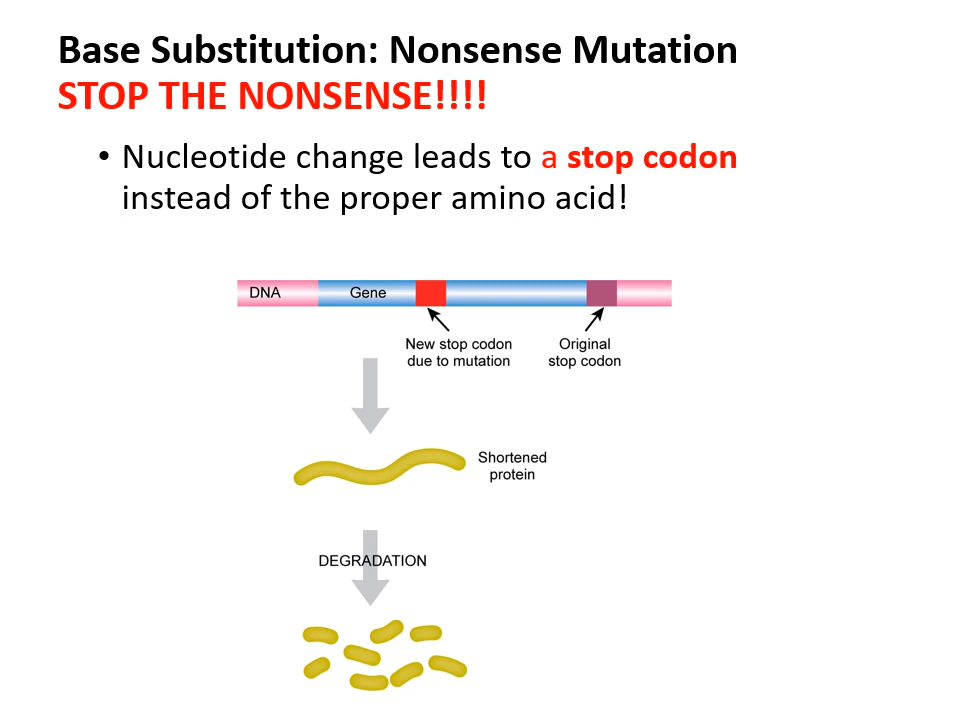 Base Substitution: Nonsense Mutation
STOP THE NONSENSE!!!!
• Nucleotide change leads to a stop codon
instead of the proper amino acid!
DNA
Gene
New stop codon
due to mutation
Original
stop codon
Shortened
protein
DEGRADATION